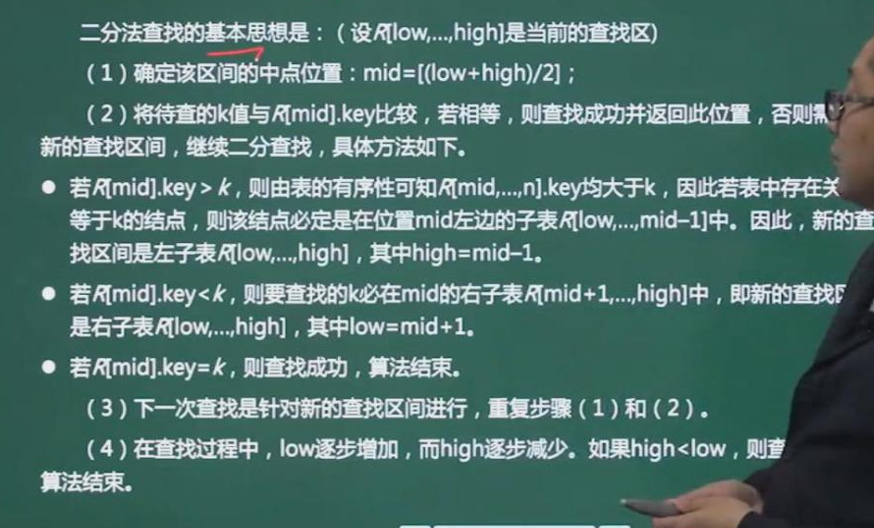 二分法查找的基本思想是：（设R[low,...,high]是当前的查找区)
（1）确定该区间的中点位置：mid=[(low+high)/2]；
（2）将待查的k值与R[mid].key比较，若相等，则查找成功并返回此位置，否则需
新的查找区间，继续二分查找，具体方法如下。
● 若R[mid].key＞k，则由表的有序性可知R[mid,...,n].key均大于k，因此若表中存在关
等于k的结点，则该结点必定是在位置mid左边的子表R[low,...,mid–1]中。因此，新的查
找区间是左子表R[low,...,high]，其中high=mid–1。
● 若R[mid].key<k，则要查找的k必在mid的右子表R[mid+1,...,high]中，即新的查找区
是右子表R[low,...,high]，其中low=mid+1。
● 若R[mid].key=k，则查找成功，算法结束。
（3）下一次查找是针对新的查找区间进行，重复步骤（1）和（2）。
（4）在查找过程中，low逐步增加，而high逐步减少。如果high<low，则查
算法结束。